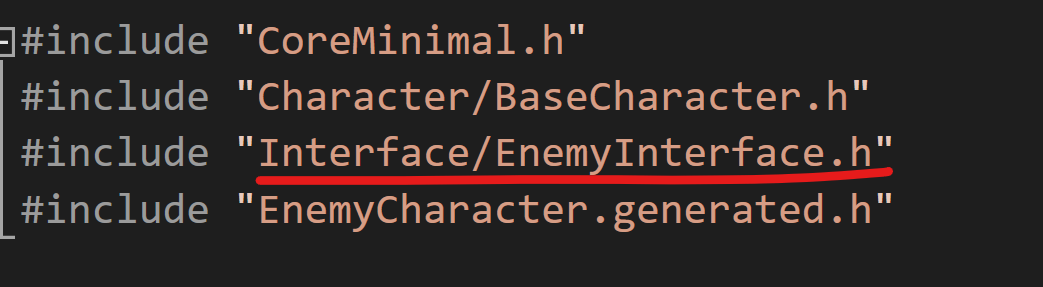 #include "CoreMinimal.h"
#include "Character/BaseCharacter.h"
#include "Interface/EnemyInterface.h"
#include "EnemyCharacter.generated.h"